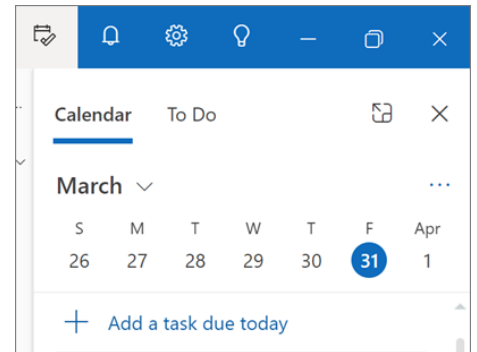 Calendar To Do
March
S M T W T F Apr
26 27 28 29 30 31 1
Add a task due today